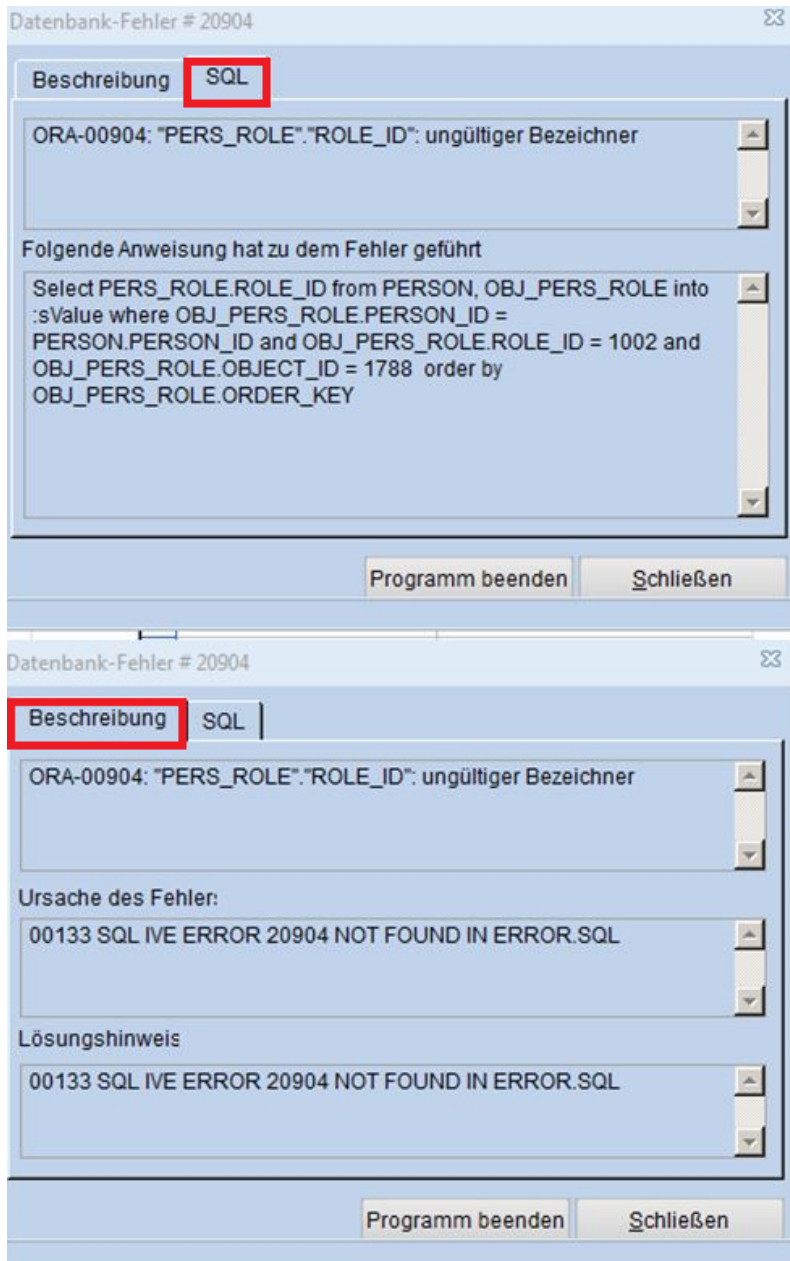 Datenbank-Fehler # 20904
Beschreibung
SQL
ORA-00904: "PERS_ROLE"."ROLE_ID": ungültiger Bezeichner
Folgende Anweisung hat zu dem Fehler geführt
Select PERS_ROLE.ROLE_ID from PERSON, OBJ_PERS_ROLE into
:sValue where OBJ_PERS_ROLE.PERSON_ID =
PERSON.PERSON_ID and OBJ_PERS_ROLE.ROLE_ID = 1002 and
OBJ_PERS_ROLE.OBJECT_ID = 1788 order by
OBJ_PERS_ROLE.ORDER_KEY
Programm beenden
Schließen
Datenbank-Fehler # 20904
Beschreibung
SQL
ORA-00904: "PERS_ROLE"."ROLE_ID": ungültiger Bezeichner
Ursache des Fehler:
00133 SQL IVE ERROR 20904 NOT FOUND IN ERROR.SQL
Lösungshinweis
00133 SQL IVE ERROR 20904 NOT FOUND IN ERROR.SQL
Programm beenden
Schließen